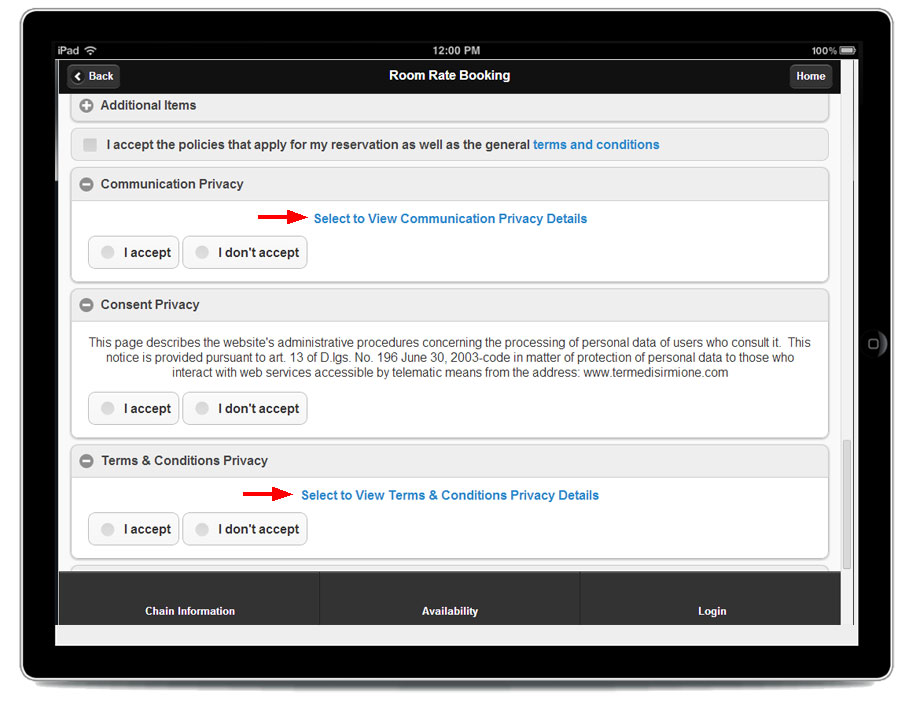 iPad 12:00 PM 100%
Back Room Rate Booking Home
Additional Items
I accept the policies that apply for my reservation as well as the general terms and conditions
Communication Privacy
Select to View Communication Privacy Details
I accept I don't accept
Consent Privacy
This page describes the website's administrative procedures concerning the processing of personal data of users who consult it. This
notice is provided pursuant to art. 13 of D.lgs. No. 196 June 30, 2003-code in matter of protection of personal data to those who
interact with web services accessible by telematic means from the address: www.termedisirmione.com
I accept I don't accept
Terms & Conditions Privacy
Select to View Terms & Conditions Privacy Details
I accept I don't accept
Chain Information Availability Login